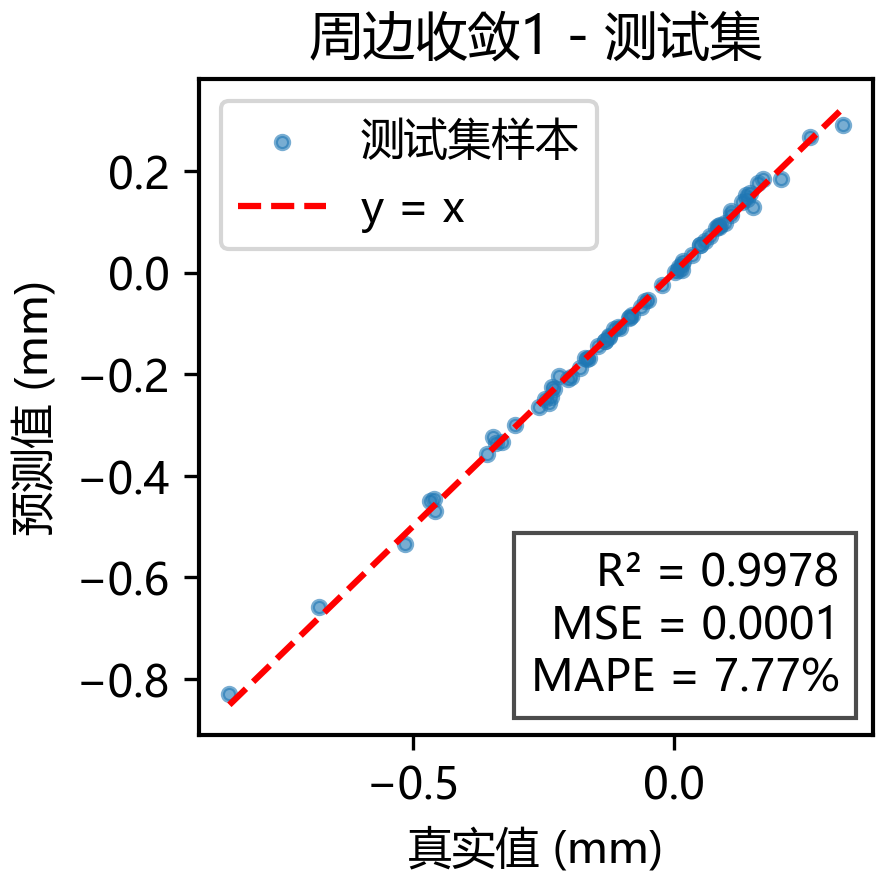 周边收敛1 - 测试集
测试集样本
y = x
0.2
0.0
−0.2
−0.4
−0.6
−0.8
预测值 (mm)
R² = 0.9978
MSE = 0.0001
MAPE = 7.77%
−0.5
0.0
真实值 (mm)